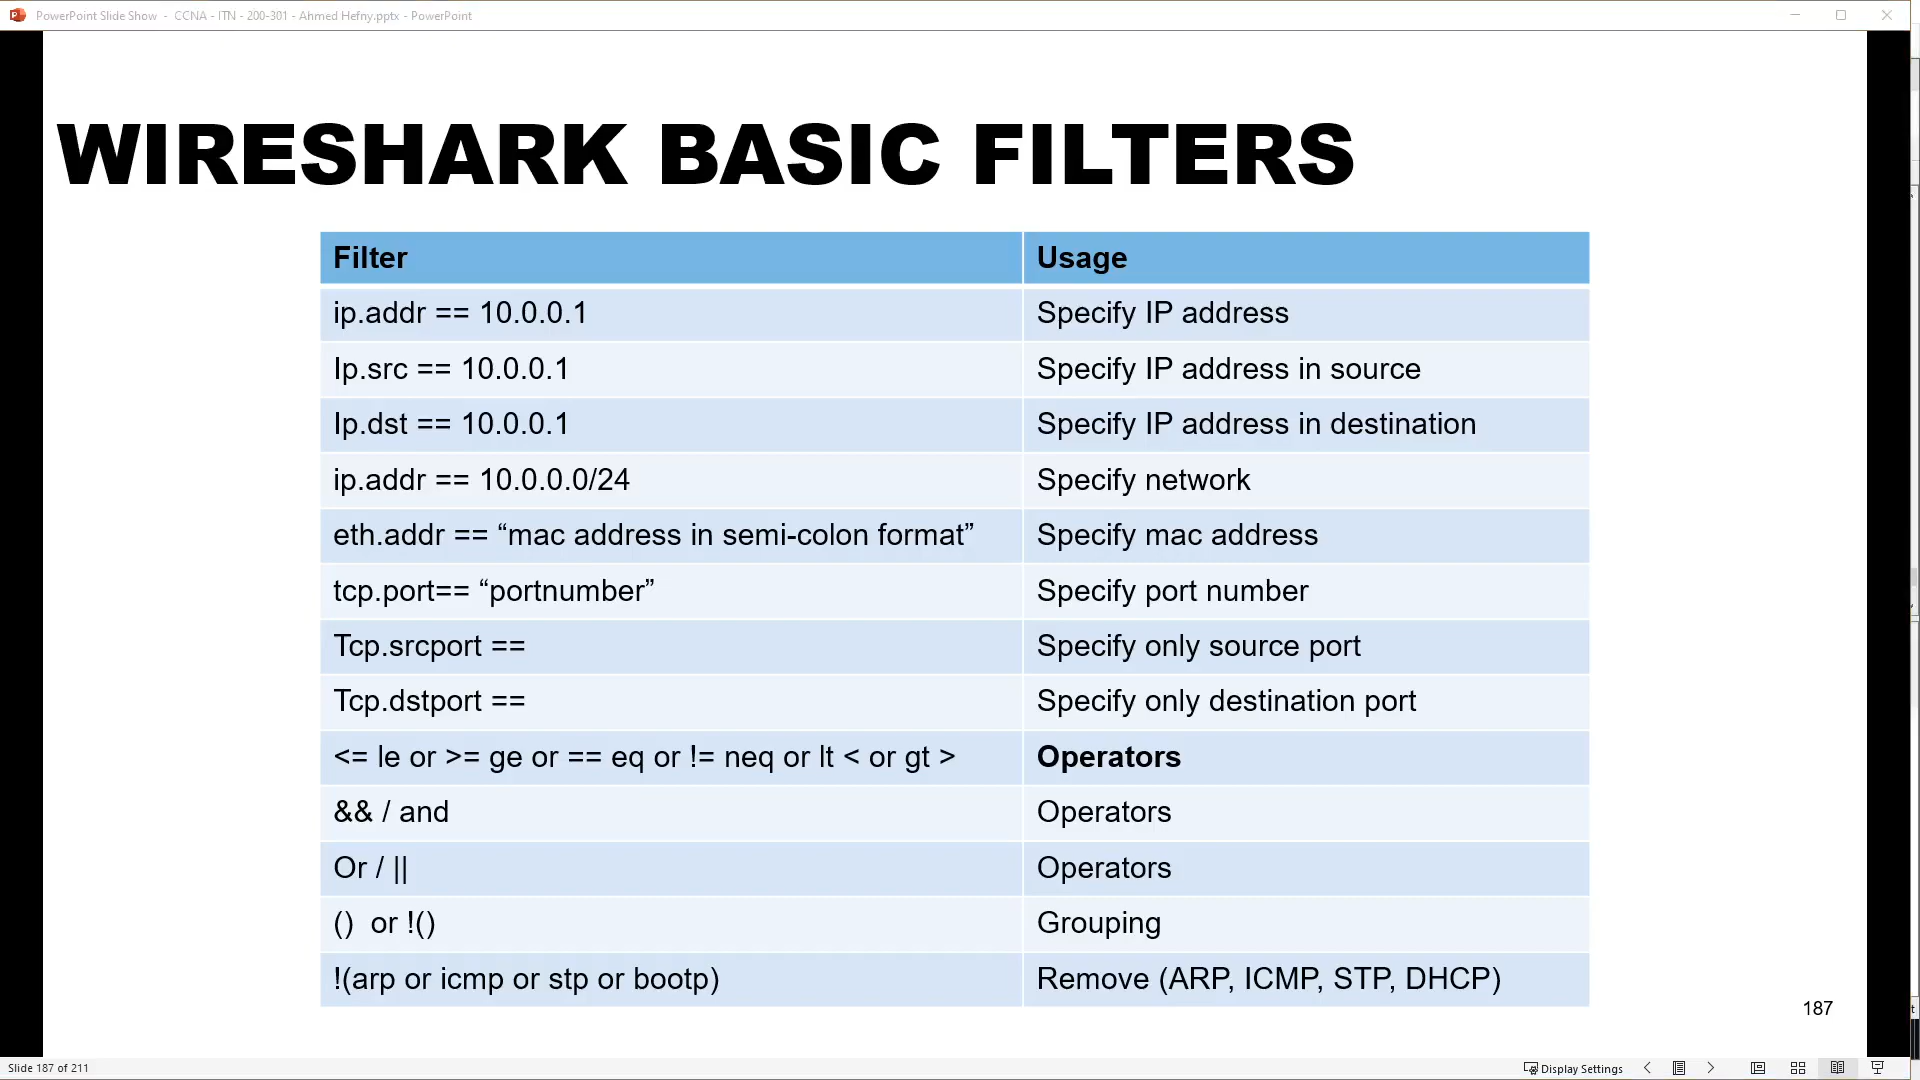 PowerPoint Slide Show - CCNA - ITN - 200-301 - Ahmed Hefny.pptx - PowerPoint
WIRESHARK BASIC FILTERS
Filter Usage
ip.addr == 10.0.0.1 Specify IP address
Ip.src == 10.0.0.1 Specify IP address in source
Ip.dst == 10.0.0.1 Specify IP address in destination
ip.addr == 10.0.0.0/24 Specify network
eth.addr == “mac address in semi-colon format” Specify mac address
tcp.port== “portnumber” Specify port number
Tcp.srcport == Specify only source port
Tcp.dstport == Specify only destination port
<= le or >= ge or == eq or != neq or lt < or gt > Operators
&& / and Operators
Or / || Operators
() or !() Grouping
!(arp or icmp or stp or bootp) Remove (ARP, ICMP, STP, DHCP)
187
Slide 187 of 211 Display Settings